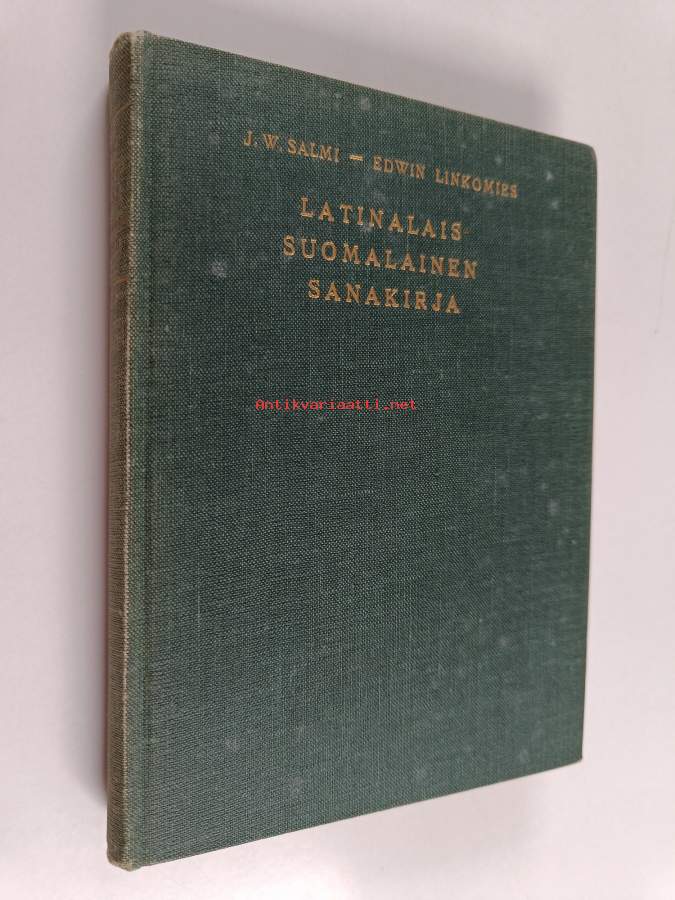 J. W. SALMI — EDWIN LINKOMIES
LATINALAIS-
SUOMALAINEN
SANAKIRJA
Antikvariaatti.net